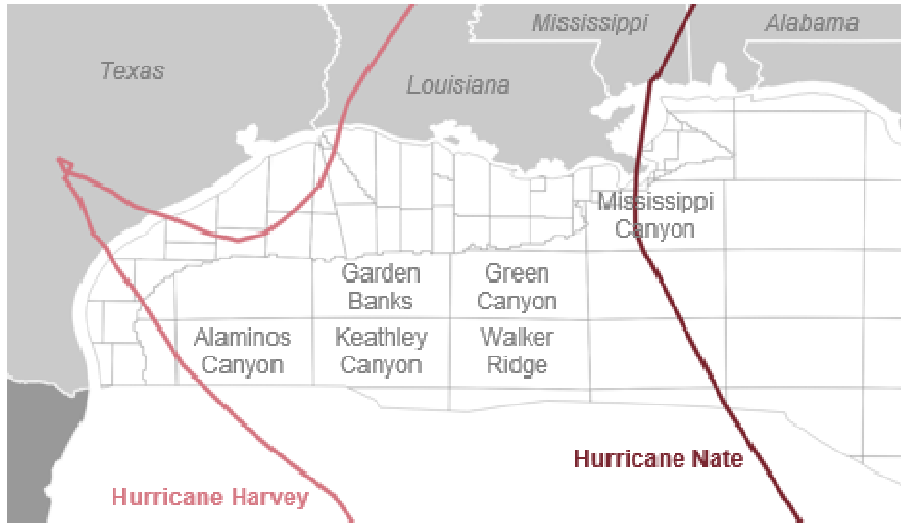 Mississippi
Alabama
Texas
Louisiana
Mississippi
Canyon
Garden
Banks
Green
Canyon
Alaminos
Canyon
Keathley
Canyon
Walker
Ridge
Hurricane Nate
Hurricane Harvey